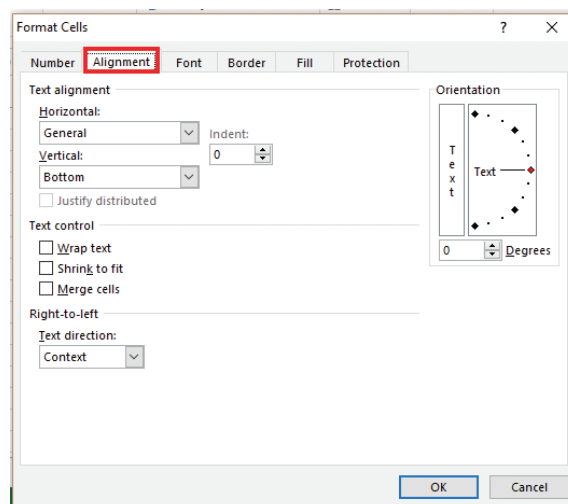 Format Cells ? X
Number Alignment Font Border Fill Protection
Text alignment
Horizontal:
General
Indent:
0
Vertical:
Bottom
Justify distributed
Text control
Wrap text
Shrink to fit
Merge cells
Right-to-left
Text direction:
Context
Orientation
Text
Text
0 Degrees
OK Cancel